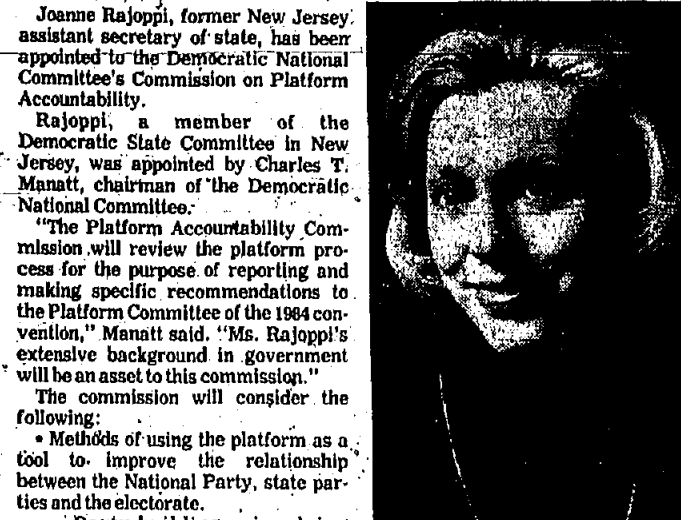 Joanne Rajoppi, former New Jersey
assistant secretary of state, has been
appointed to the Democratic National
Committee's Commission on Platform
Accountability.
Rajoppi, a member of the
Democratic State Committee in New
Jersey, was appointed by Charles T.
Manatt, chairman of the Democratic
National Committee.
"The Platform Accountability Com-
mission will review the platform pro-
cess for the purpose of reporting and
making specific recommendations to
the Platform Committee of the 1984 con-
vention," Manatt said. "Ms. Rajoppi's
extensive background in government
will be an asset to this commission."
The commission will consider the
following:
• Methods of using the platform as a
tool to improve the relationship
between the National Party, state par-
ties and the electorate.